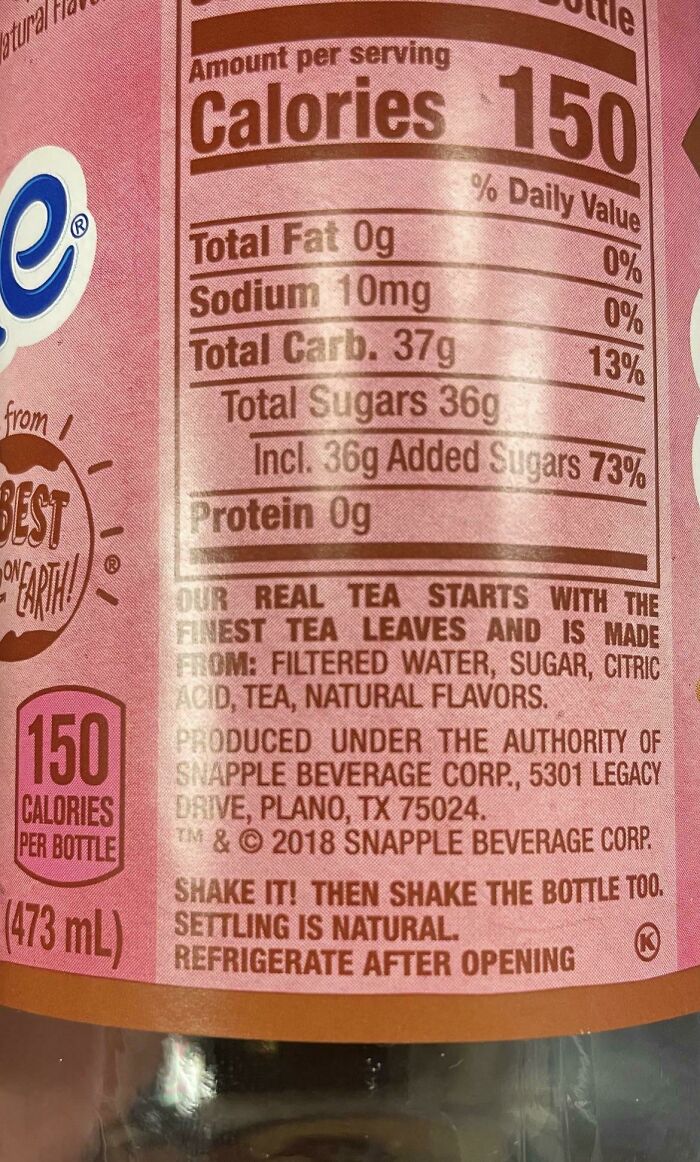 Natural Flav
ottle
Amount per serving
Calories 150
% Daily Value
Total Fat 0g 0%
Sodium 10mg 0%
Total Carb. 37g 13%
Total Sugars 36g
Incl. 36g Added Sugars 73%
Protein 0g
OUR REAL TEA STARTS WITH THE
FINEST TEA LEAVES AND IS MADE
FROM: FILTERED WATER, SUGAR, CITRIC
ACID, TEA, NATURAL FLAVORS.
PRODUCED UNDER THE AUTHORITY OF
SNAPPLE BEVERAGE CORP., 5301 LEGACY
DRIVE, PLANO, TX 75024.
TM & © 2018 SNAPPLE BEVERAGE CORP.
SHAKE IT! THEN SHAKE THE BOTTLE TOO.
SETTLING IS NATURAL.
REFRIGERATE AFTER OPENING
K
e®
from
BEST
ON EARTH!
®
150
CALORIES
PER BOTTLE
(473 mL)